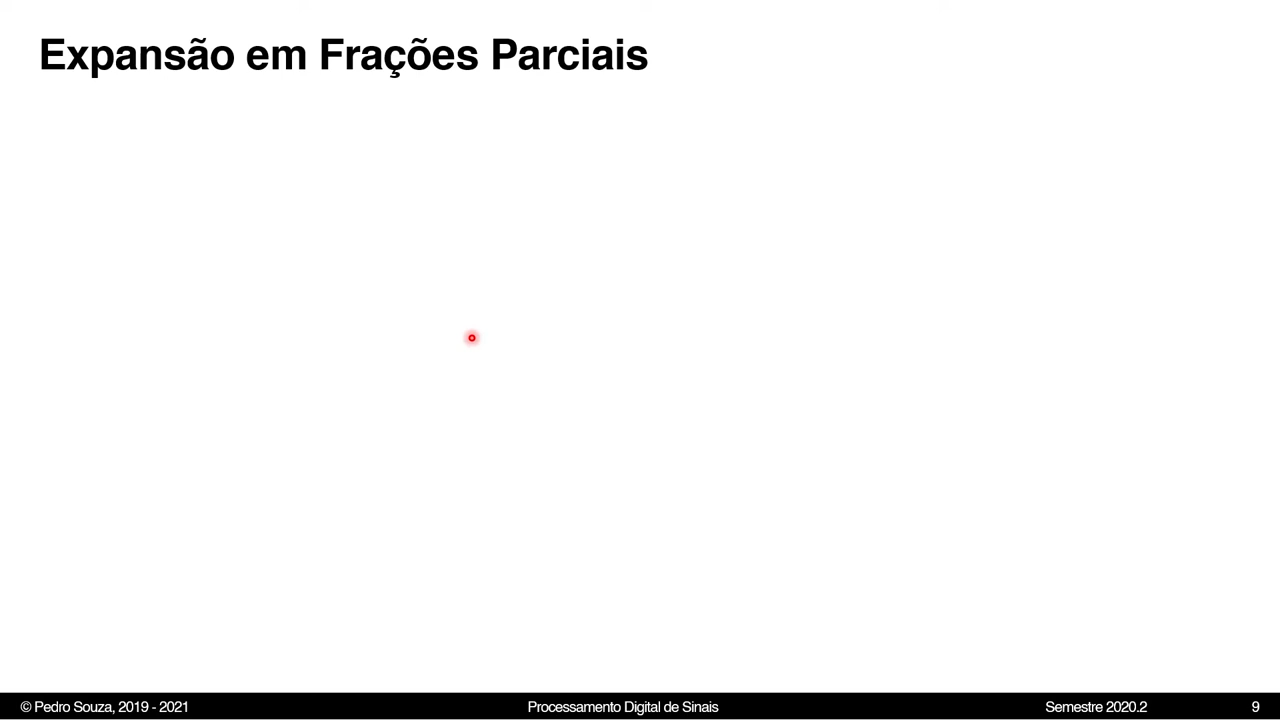 Expansão em Frações Parciais
© Pedro Souza, 2019 - 2021 Processamento Digital de Sinais Semestre 2020.2 9